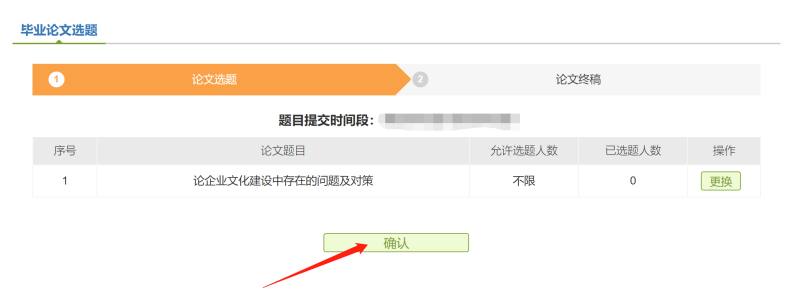 毕业论文选题
1 论文选题 2 论文终稿
题目提交时间段：
序号 论文题目 允许选题人数 已选题人数 操作
1 论企业文化建设中存在的问题及对策 不限 0 更换
确认